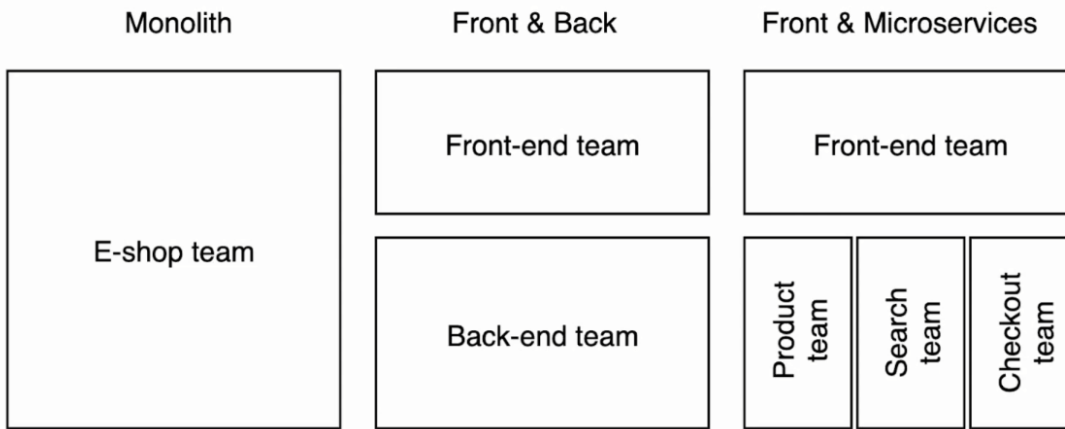 Monolith
Front & Back
Front & Microservices
E-shop team
Front-end team
Back-end team
Front-end team
Product
team
Search
team
Checkout
team